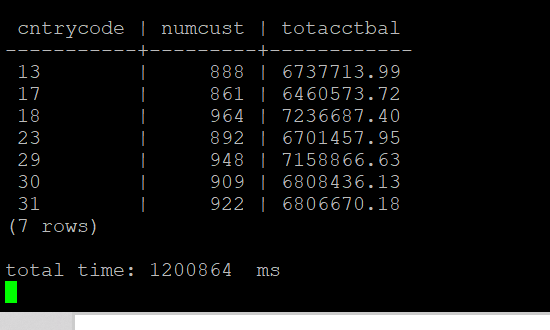 cntrycode | numcust | totacctbal
-----------+---------+------------
13 | 888 | 6737713.99
17 | 861 | 6460573.72
18 | 964 | 7236687.40
23 | 892 | 6701457.95
29 | 948 | 7158866.63
30 | 909 | 6808436.13
31 | 922 | 6806670.18
(7 rows)
total time: 1200864 ms